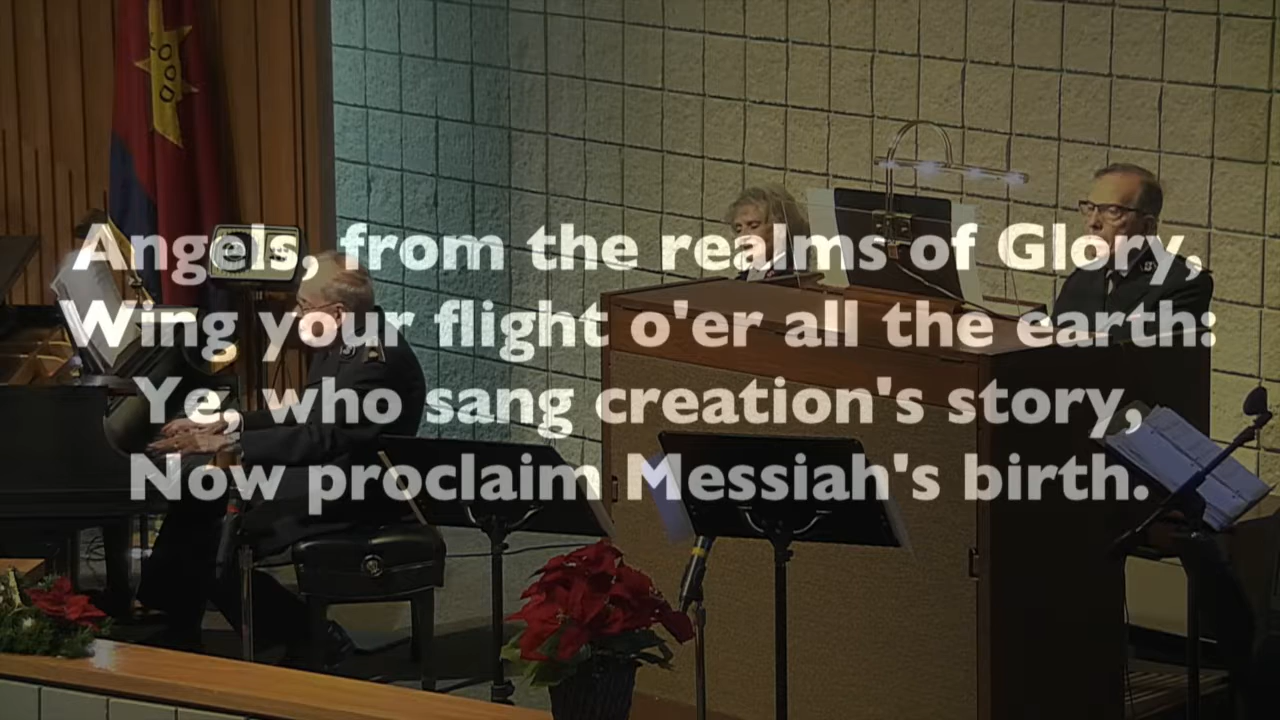 LOOD
Angels, from the realms of Glory,
Wing your flight o'er all the earth:
Ye, who sang creation's story,
Now proclaim Messiah's birth.